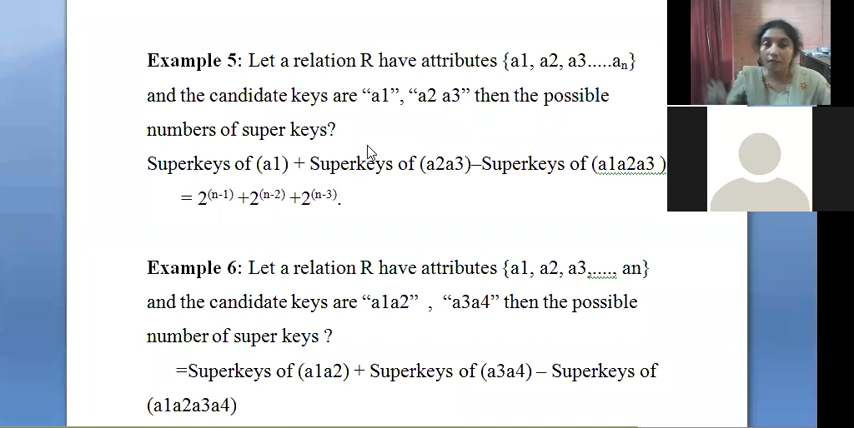 Example 5: Let a relation R have attributes {a1, a2, a3.....an}
and the candidate keys are “a1”, “a2 a3” then the possible
numbers of super keys?
Superkeys of (a1) + Superkeys of (a2a3)–Superkeys of (a1a2a3 )
= 2(n-1) +2(n-2) +2(n-3).
Example 6: Let a relation R have attributes {a1, a2, a3,....., an}
and the candidate keys are “a1a2” , “a3a4” then the possible
number of super keys ?
=Superkeys of (a1a2) + Superkeys of (a3a4) – Superkeys of
(a1a2a3a4)